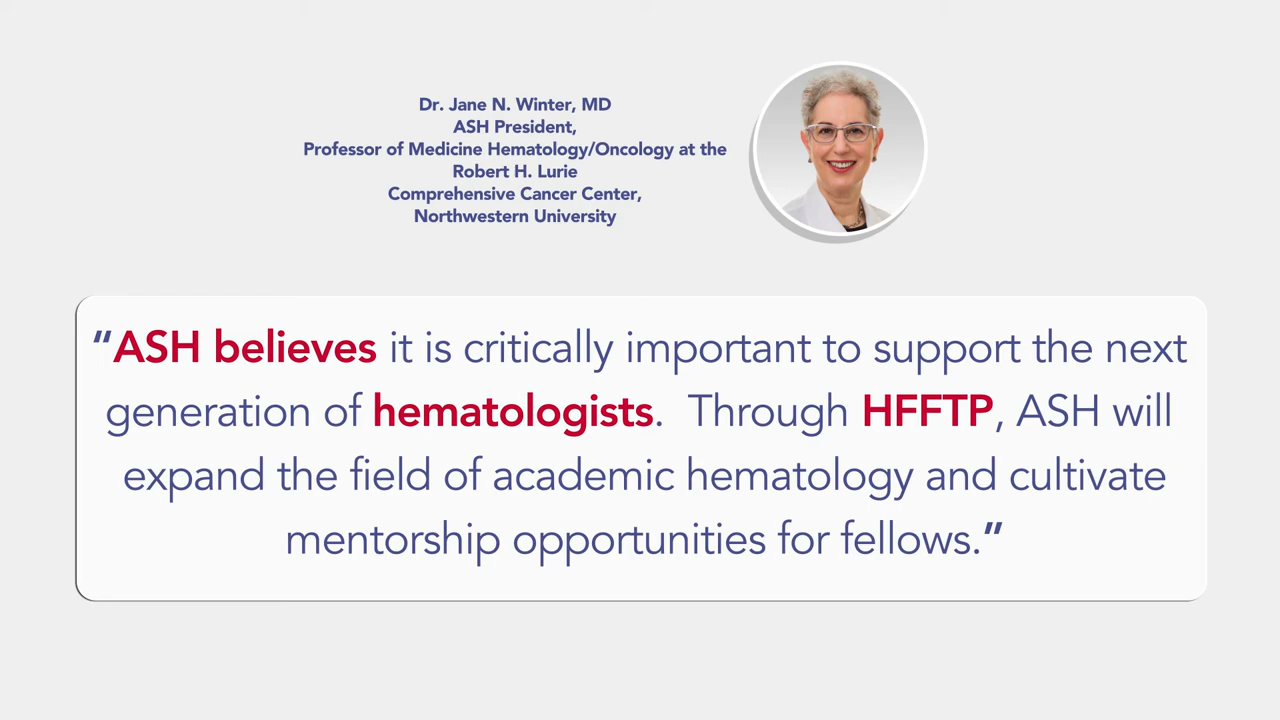 Dr. Jane N. Winter, MD
ASH President,
Professor of Medicine Hematology/Oncology at the
Robert H. Lurie
Comprehensive Cancer Center,
Northwestern University
"ASH believes it is critically important to support the next
generation of hematologists.  Through HFFTP, ASH will
expand the field of academic hematology and cultivate
mentorship opportunities for fellows."